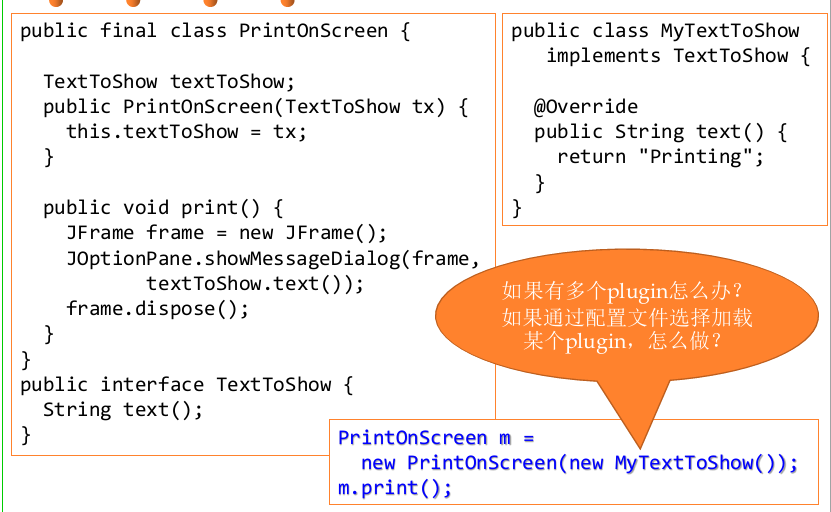 public final class PrintOnScreen {
TextToShow textToShow;
public PrintOnScreen(TextToShow tx) {
this.textToShow = tx;
}
public void print() {
JFrame frame = new JFrame();
JOptionPane.showMessageDialog(frame,
textToShow.text());
frame.dispose();
}
}
public interface TextToShow {
String text();
}
public class MyTextToShow
implements TextToShow {
@Override
public String text() {
return "Printing";
}
}
如果有多个plugin怎么办？
如果通过配置文件选择加载
某个plugin，怎么做？
PrintOnScreen m =
new PrintOnScreen(new MyTextToShow());
m.print();